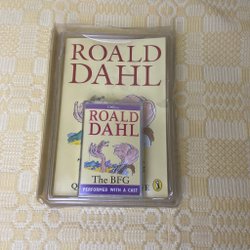 ROALD
DAHL
ROALD
DAHL
The BFG
PERFORMED WITH A CAST